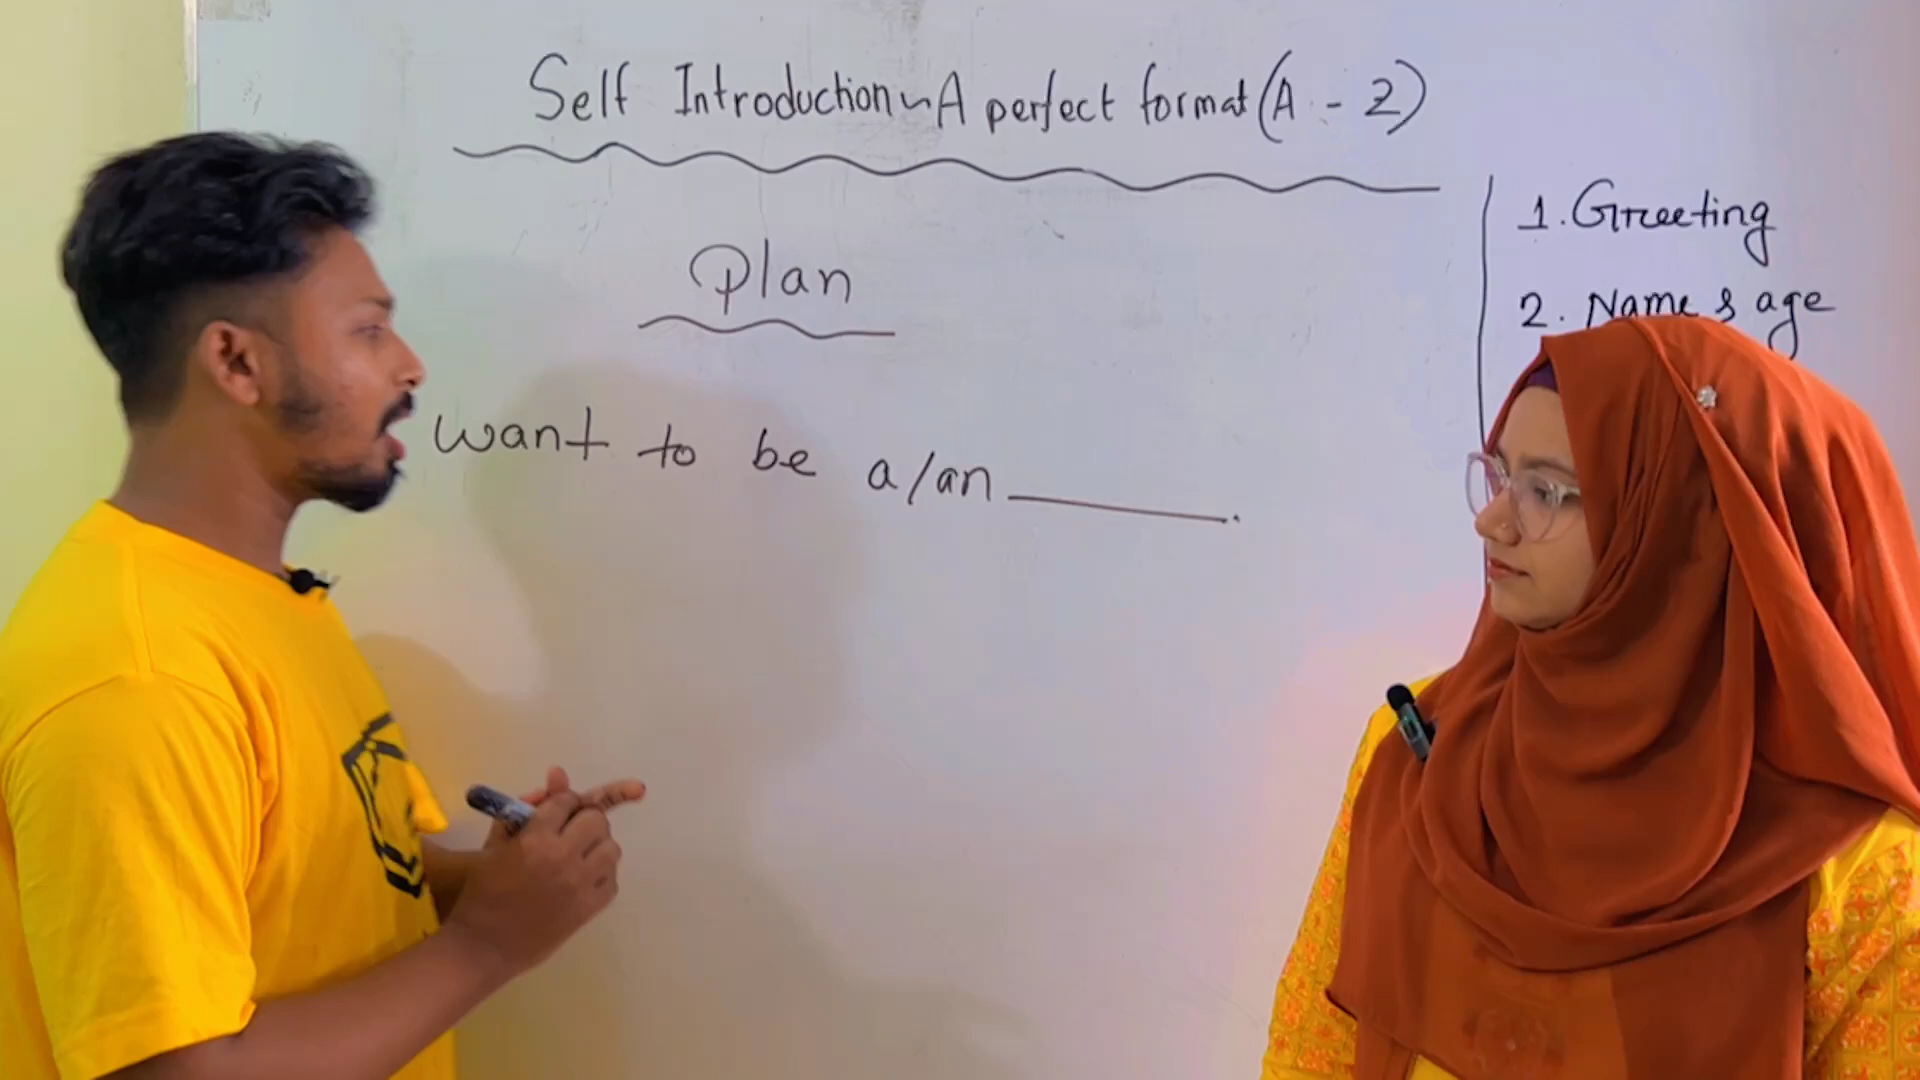 Self Introduction ~ A perfect format (A - Z)
Plan
want to be a/an ______.
1. Greeting
2. Name & age